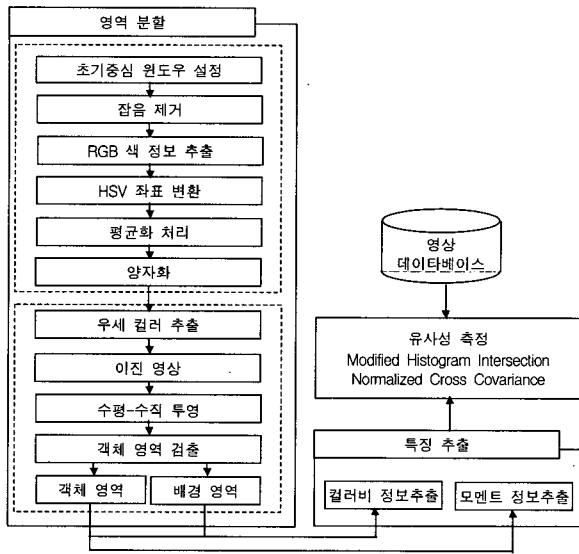 영역 분할
초기중심 윈도우 설정
잡음 제거
RGB 색 정보 추출
HSV 좌표 변환
평균화 처리
양자화
우세 컬러 추출
이진 영상
수평-수직 투영
객체 영역 검출
객체 영역
배경 영역
영상
데이타베이스
유사성 측정
Modified Histogram Intersection
Normalized Cross Covariance
특징 추출
컬러비 정보추출
모멘트 정보추출